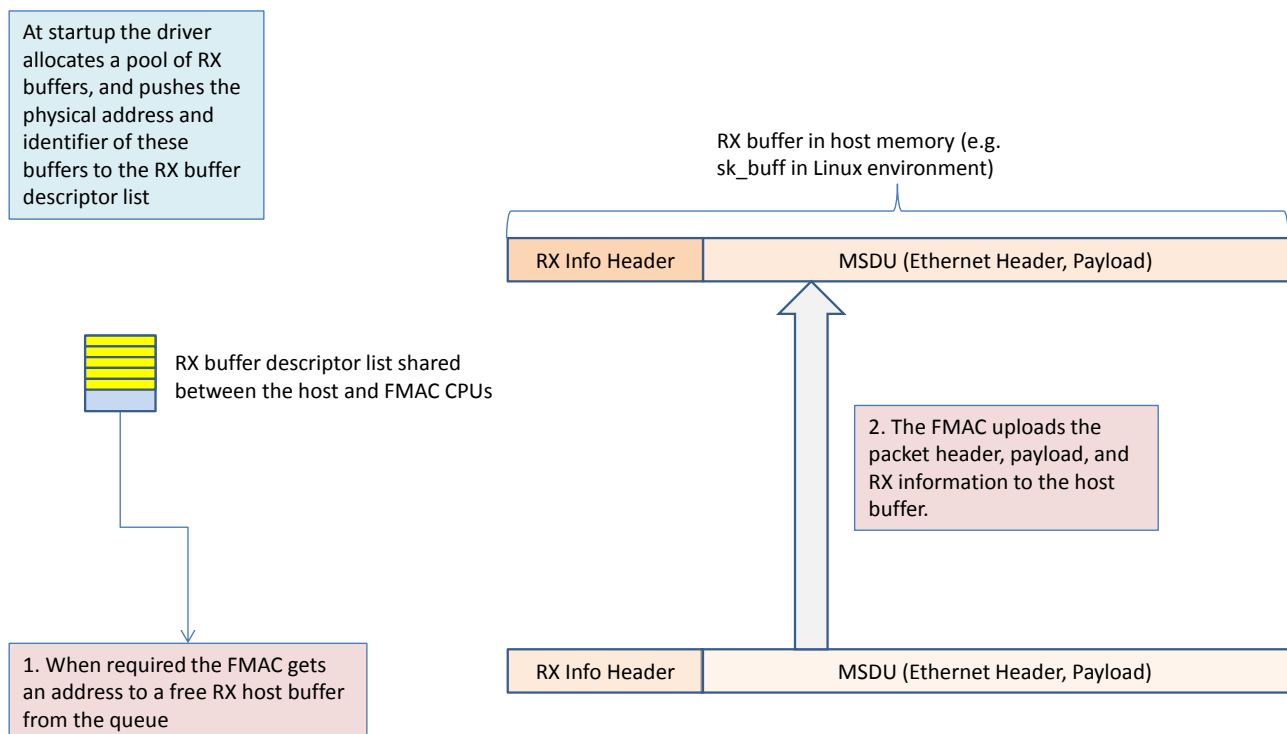 At startup the driver
allocates a pool of RX
buffers, and pushes the
physical address and
identifier of these
buffers to the RX buffer
descriptor list
RX buffer in host memory (e.g.
sk_buff in Linux environment)
RX Info Header
MSDU (Ethernet Header, Payload)
RX buffer descriptor list shared
between the host and FMAC CPUs
2. The FMAC uploads the
packet header, payload, and
RX information to the host
buffer.
1. When required the FMAC gets
an address to a free RX host buffer
from the queue
RX Info Header
MSDU (Ethernet Header, Payload)